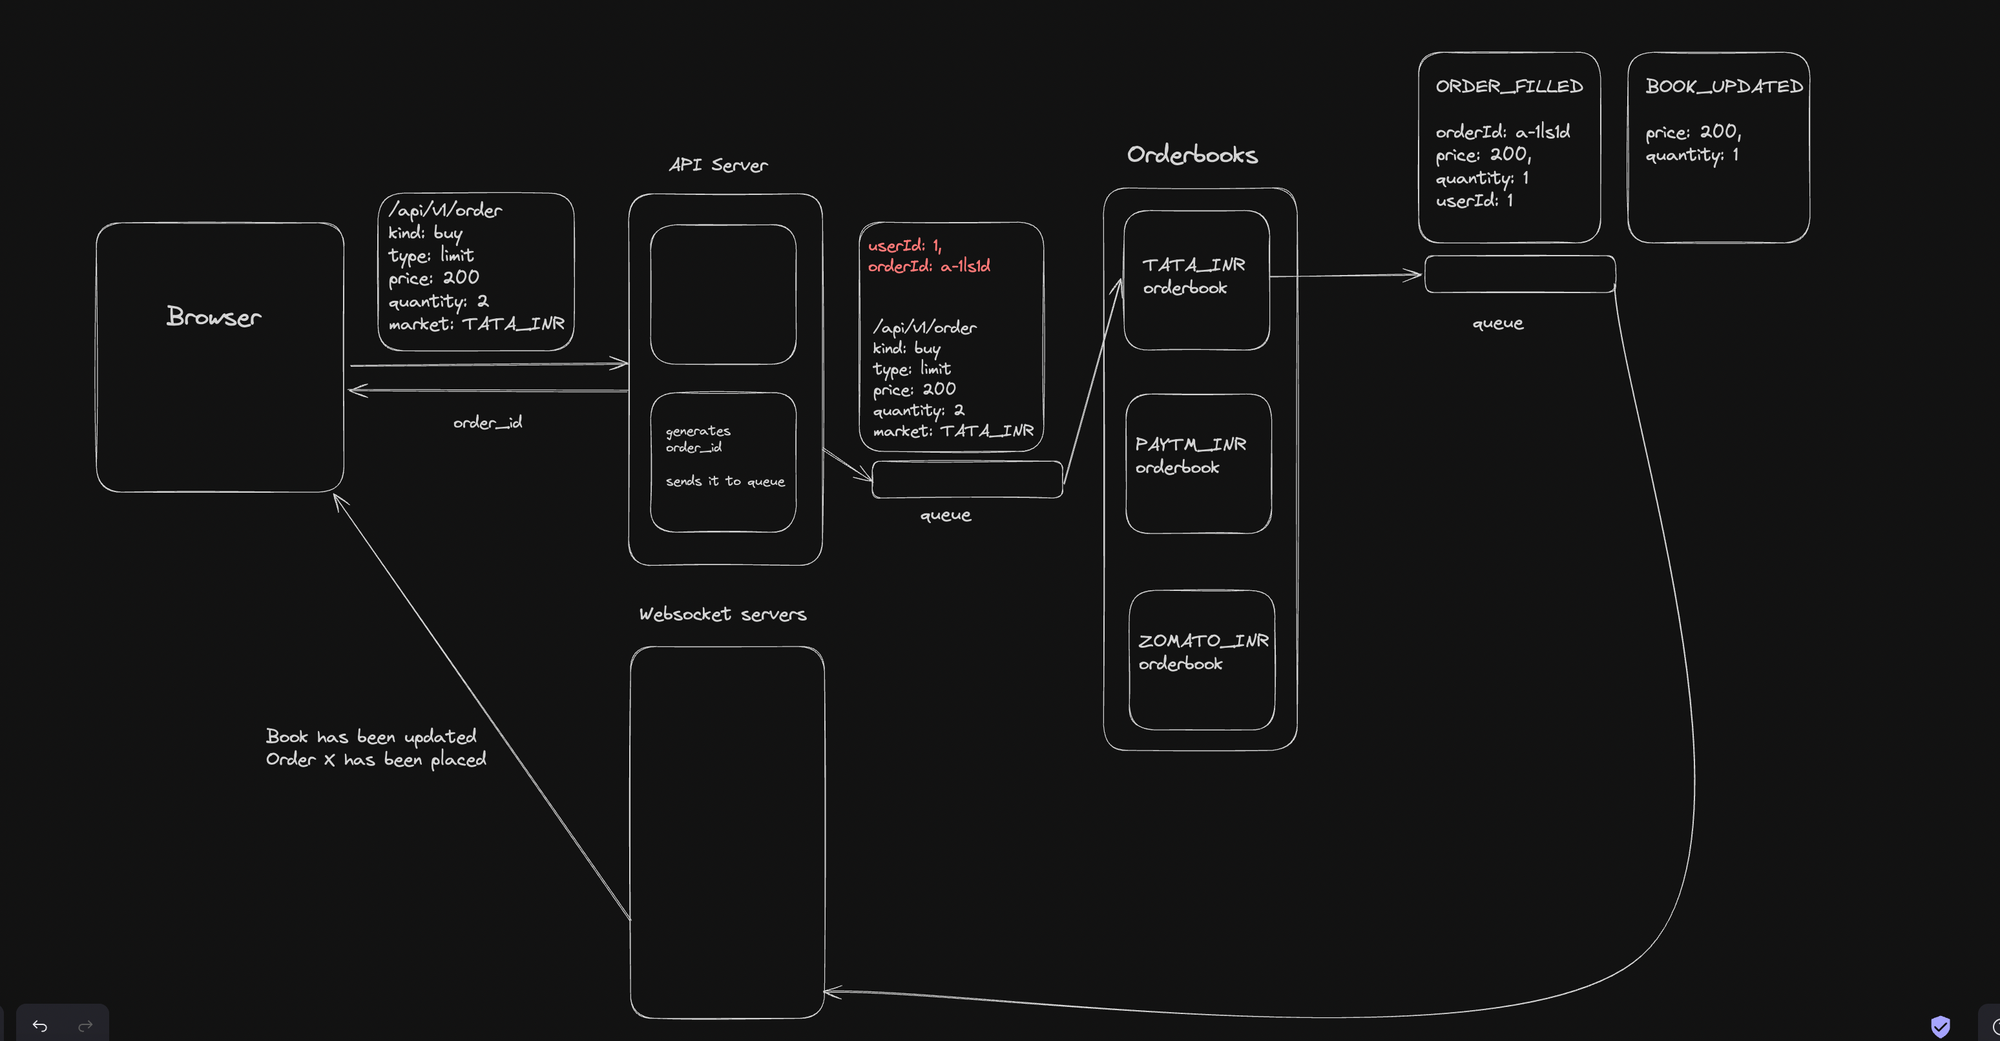 ORDER_FILLED
orderId: a-1ls1d
price: 200,
quantity: 1
userId: 1
BOOK_UPDATED
price: 200,
quantity: 1
Orderbooks
API Server
/api/v1/order
kind: buy
type: limit
price: 200
quantity: 2
market: TATA_INR
Browser
order_id
generates
order_id
sends it to queue
userId: 1,
orderId: a-1ls1d
/api/v1/order
kind: buy
type: limit
price: 200
quantity: 2
market: TATA_INR
queue
TATA_INR
orderbook
PAYTM_INR
orderbook
ZOMATO_INR
orderbook
queue
Websocket servers
Book has been updated
Order X has been placed